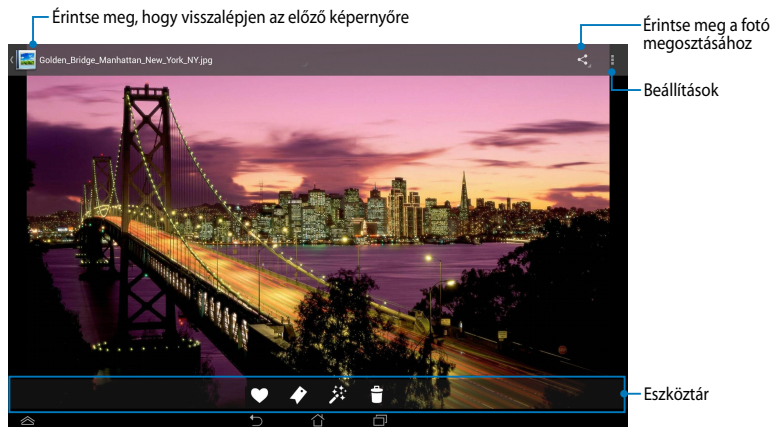 Érintse meg, hogy visszalépjen az előző képernyőre
Érintse meg a fotó
megosztásához
Golden_Bridge_Manhattan_New_York_NY.jpg
Beállítások
Eszköztár